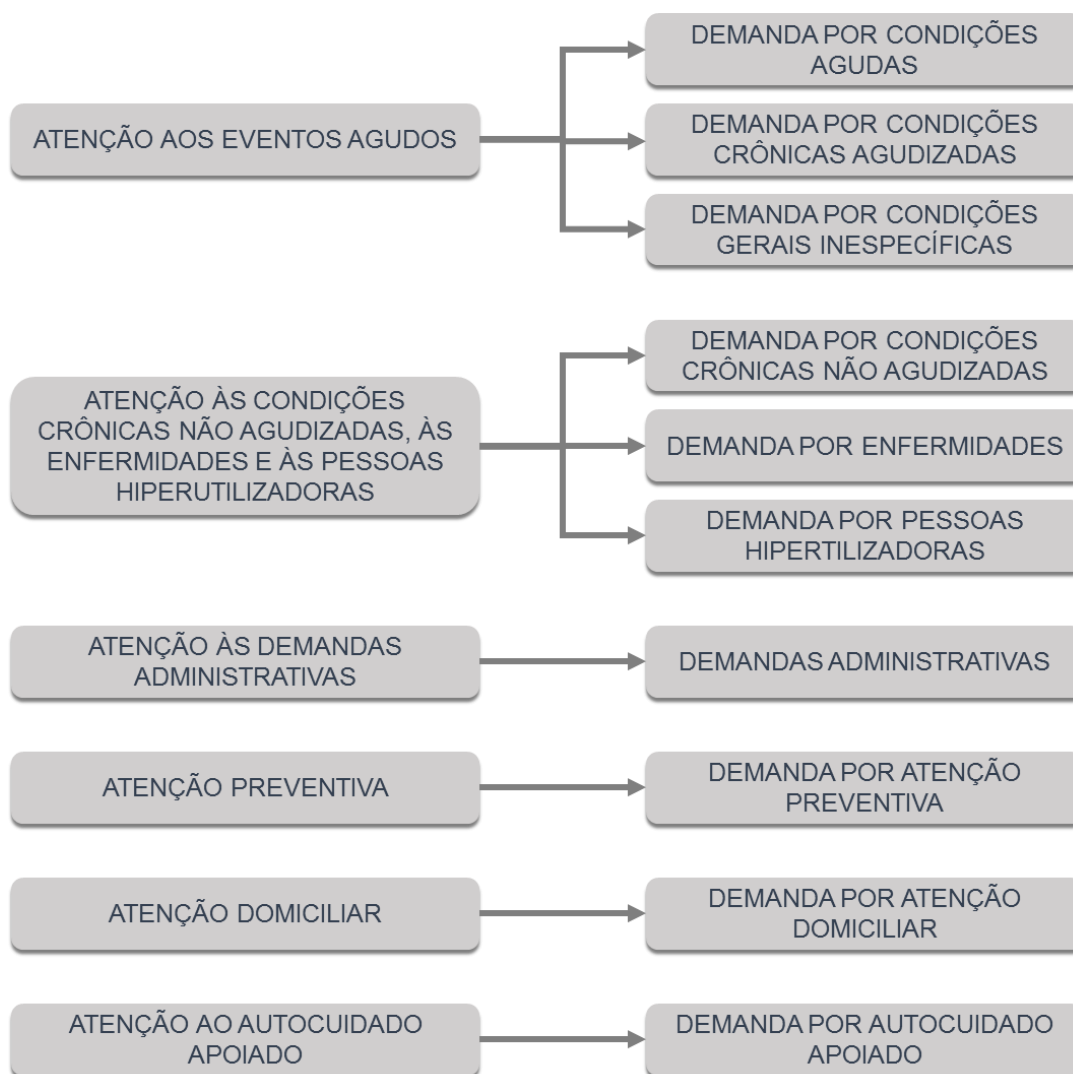 ATENÇÃO AOS EVENTOS AGUDOS
DEMANDA POR CONDIÇÕES
AGUDAS
DEMANDA POR CONDIÇÕES
CRÔNICAS AGUDIZADAS
DEMANDA POR CONDIÇÕES
GERAIS INESPECÍFICAS
ATENÇÃO ÀS CONDIÇÕES
CRÔNICAS NÃO AGUDIZADAS, ÀS
ENFERMIDADES E ÀS PESSOAS
HIPERUTILIZADORAS
DEMANDA POR CONDIÇÕES
CRÔNICAS NÃO AGUDIZADAS
DEMANDA POR ENFERMIDADES
DEMANDA POR PESSOAS
HIPERTILIZADORAS
ATENÇÃO ÀS DEMANDAS
ADMINISTRATIVAS
DEMANDAS ADMINISTRATIVAS
ATENÇÃO PREVENTIVA
DEMANDA POR ATENÇÃO
PREVENTIVA
ATENÇÃO DOMICILIAR
DEMANDA POR ATENÇÃO
DOMICILIAR
ATENÇÃO AO AUTOCUIDADO
APOIADO
DEMANDA POR AUTOCUIDADO
APOIADO